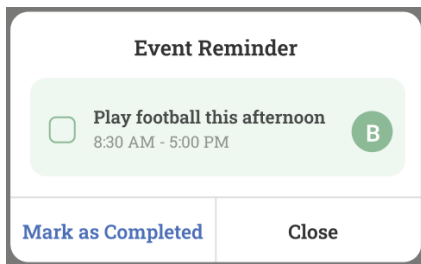 Event Reminder
Play football this afternoon
8:30 AM - 5:00 PM
B
Mark as Completed
Close